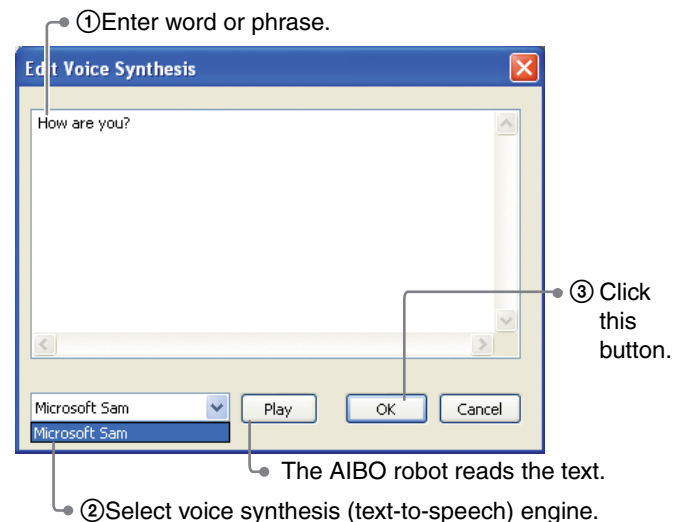 ①Enter word or phrase.
Edit Voice Synthesis
How are you?
③ Click
this
button.
Microsoft Sam
Play
OK
Cancel
Microsoft Sam
The AIBO robot reads the text.
②Select voice synthesis (text-to-speech) engine.